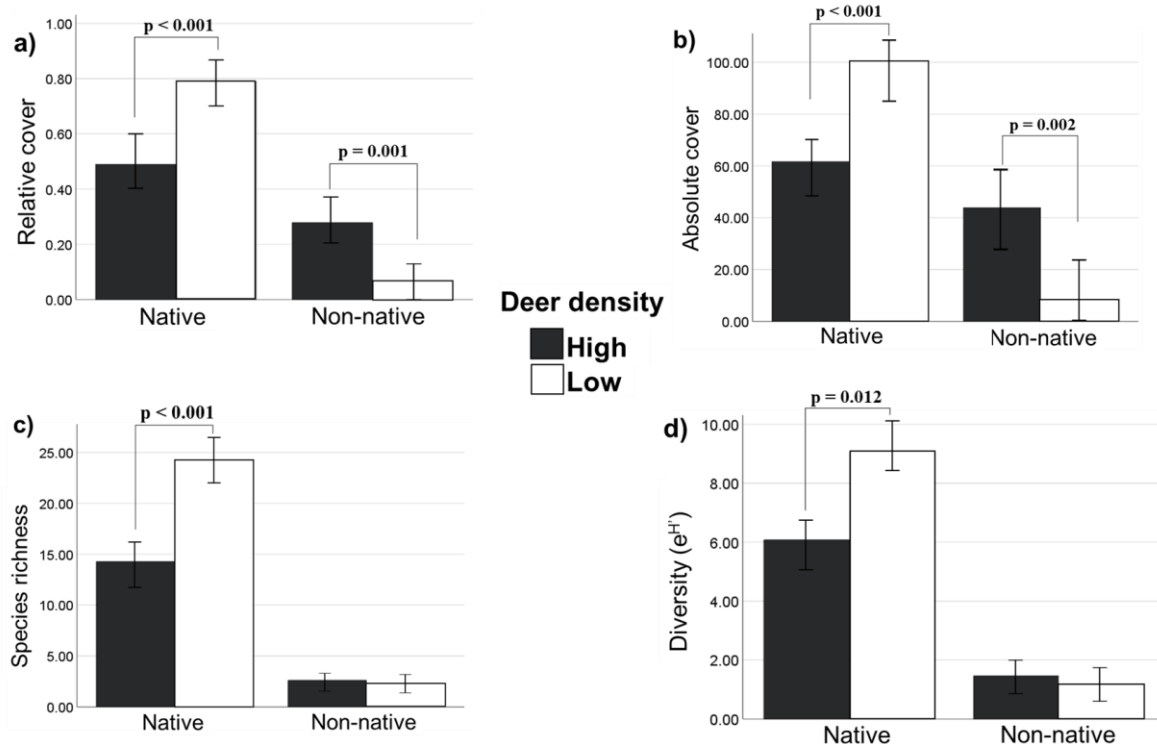 a)
p < 0.001
p = 0.001
1.00
0.80
0.60
0.40
0.20
0.00
Relative cover
Native Non-native
b)
p < 0.001
p = 0.002
100.00
80.00
60.00
40.00
20.00
0.00
Absolute cover
Native Non-native
Deer density
High
Low
c)
p < 0.001
25.00
20.00
15.00
10.00
5.00
0.00
Species richness
Native Non-native
d)
p = 0.012
10.00
8.00
6.00
4.00
2.00
0.00
Diversity (e^H')
Native Non-native